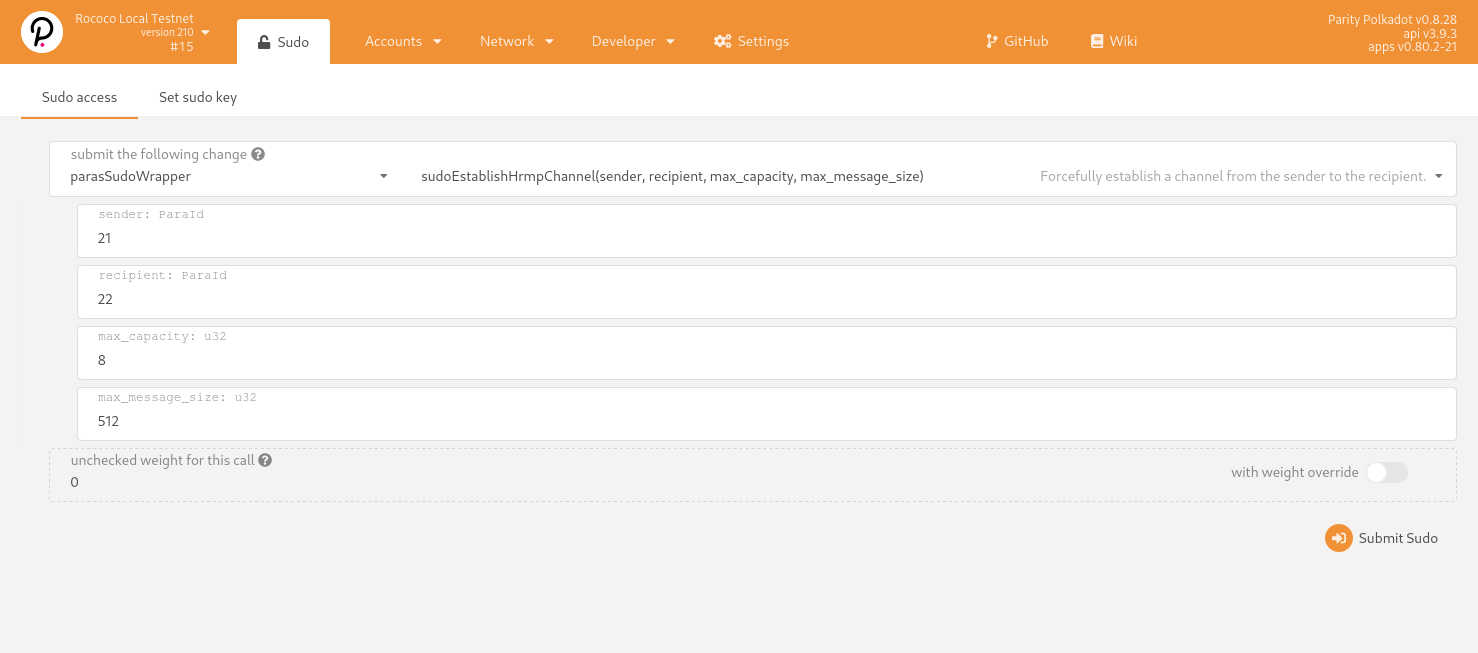 Rococo Local Testnet
version 210
#15
Sudo
Accounts
Network
Developer
Settings
GitHub
Wiki
Parity Polkadot v0.8.28
api v3.9.3
apps v0.80.2-21
Sudo access
Set sudo key
submit the following change
parasSudoWrapper
sudoEstablishHrmpChannel(sender, recipient, max_capacity, max_message_size)
Forcefully establish a channel from the sender to the recipient.
sender: ParaId
21
recipient: ParaId
22
max_capacity: u32
8
max_message_size: u32
512
unchecked weight for this call
0
with weight override
Submit Sudo